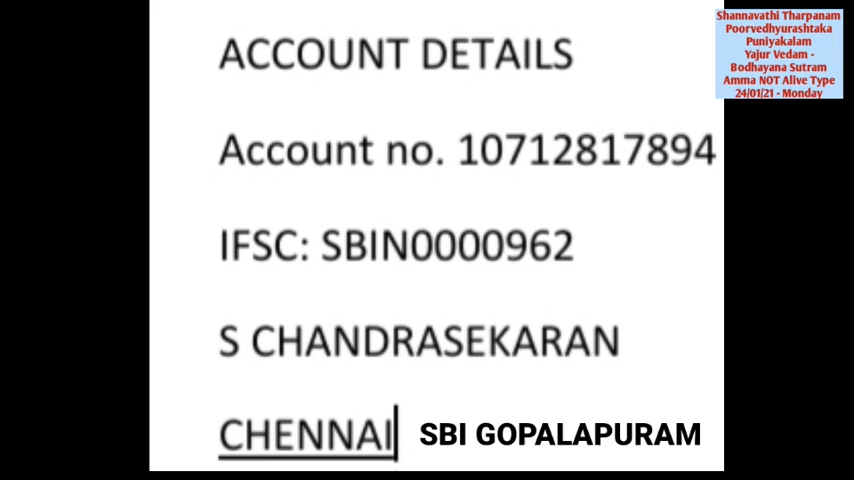 ACCOUNT DETAILS
Account no. 10712817894
IFSC: SBIN0000962
S CHANDRASEKARAN
CHENNAI SBI GOPALAPURAM
Shannavathi Tharpanam
Poorvedhyurashtaka
Puniyakalam
Yajur Vedam -
Bodhayana Sutram
Amma NOT Alive Type
24/01/21 - Monday